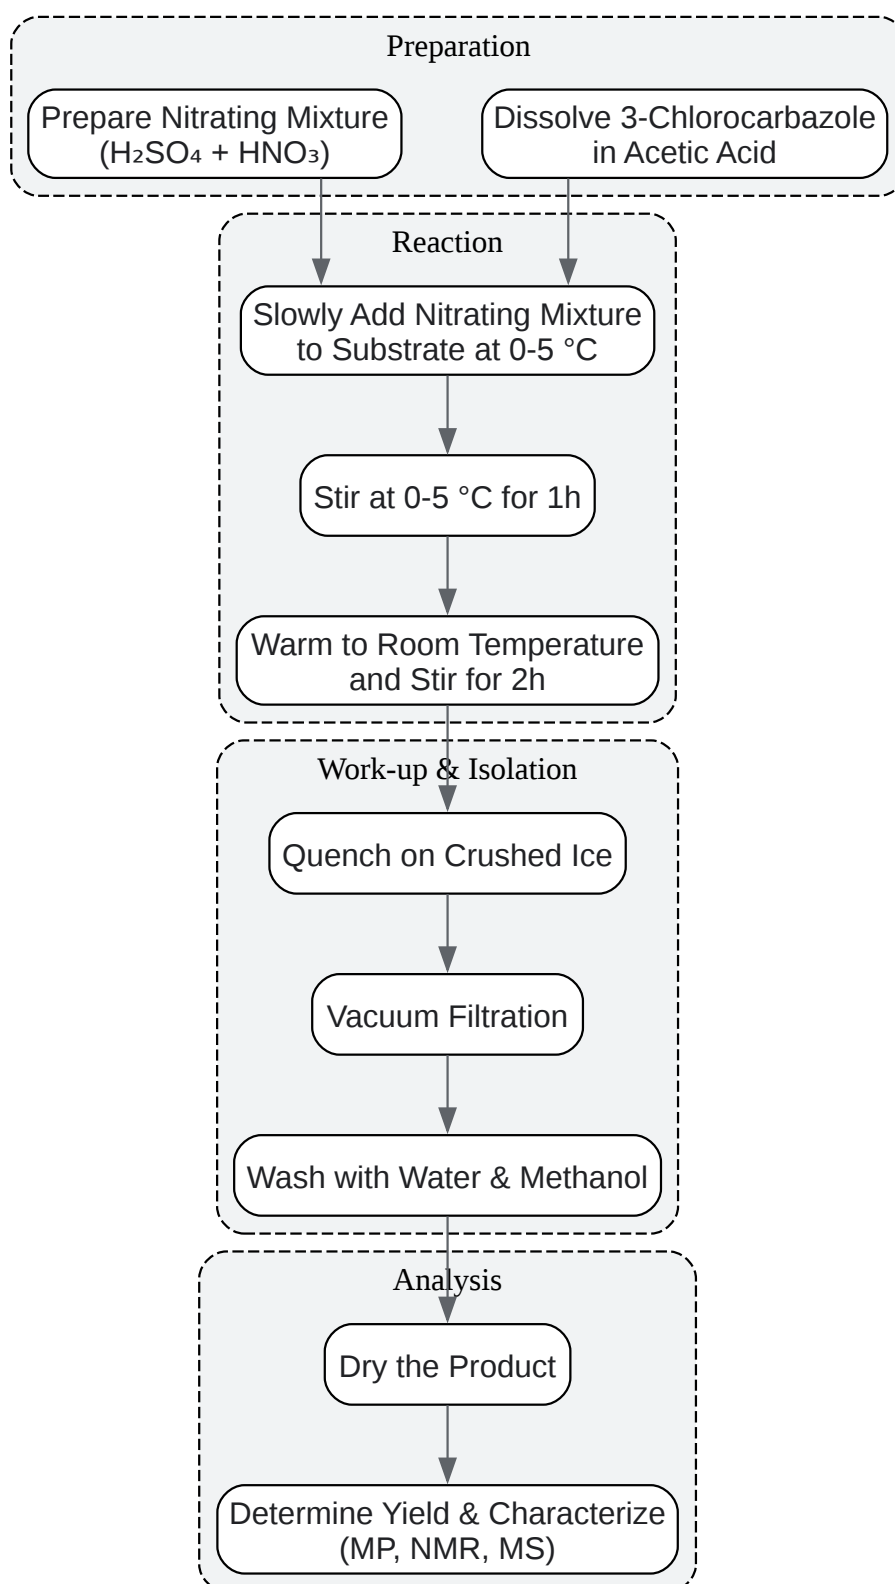 Preparation
Prepare Nitrating Mixture
(H₂SO₄ + HNO₃)
Dissolve 3-Chlorocarbazole
in Acetic Acid
Reaction
Slowly Add Nitrating Mixture
to Substrate at 0-5 °C
Stir at 0-5 °C for 1h
Warm to Room Temperature
and Stir for 2h
Work-up & Isolation
Quench on Crushed Ice
Vacuum Filtration
Wash with Water & Methanol
Analysis
Dry the Product
Determine Yield & Characterize
(MP, NMR, MS)